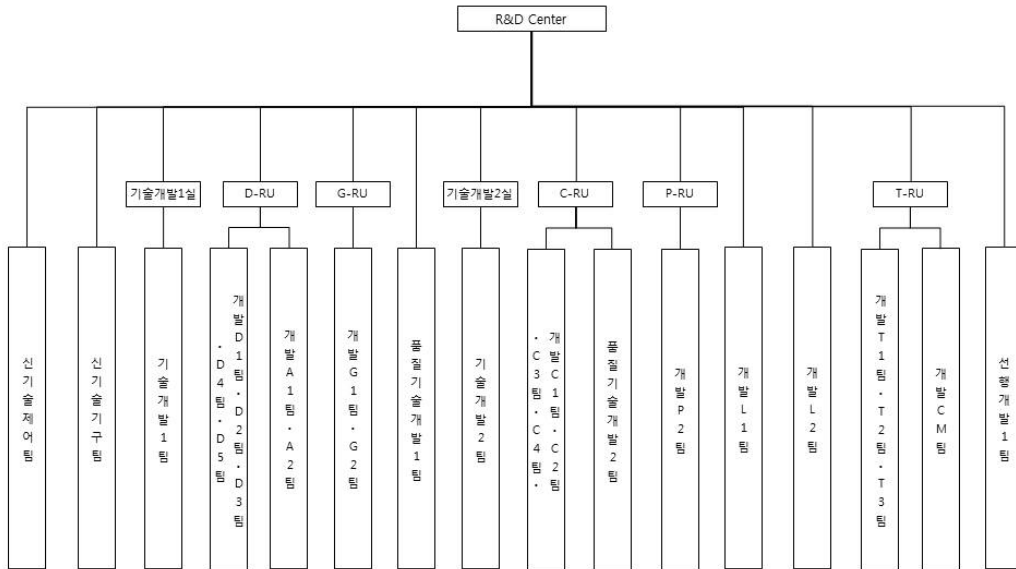 R&D Center
기술개발1실
D-RU
G-RU
기술개발2실
C-RU
P-RU
T-RU
신기술제어팀
신기술기구팀
기술개발1팀
개발D1팀·D2팀·D3팀
·D4팀·D5팀
개발A1팀·A2팀
개발G1팀·G2팀
품질기술개발1팀
기술개발2팀
개발C1팀·C2팀
·C3팀·C4팀·
품질기술개발2팀
개발P2팀
개발L1팀
개발L2팀
개발T1팀·T2팀·T3팀
개발CM팀
선행개발1팀